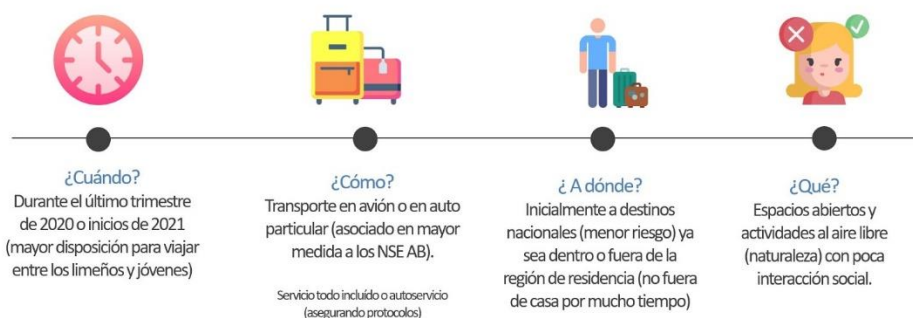 ¿Cuándo?
Durante el último trimestre
de 2020 o inicios de 2021
(mayor disposición para viajar
entre los limeños y jóvenes)
¿Cómo?
Transporte en avión o en auto
particular (asociado en mayor
medida a los NSE AB).
Servicio todo incluído o autoservicio
(asegurando protocolos)
¿ A dónde?
Inicialmente a destinos
nacionales (menor riesgo) ya
sea dentro o fuera de la
región de residencia (no fuera
de casa por mucho tiempo)
¿Qué?
Espacios abiertos y
actividades al aire libre
(naturaleza) con poca
interacción social.